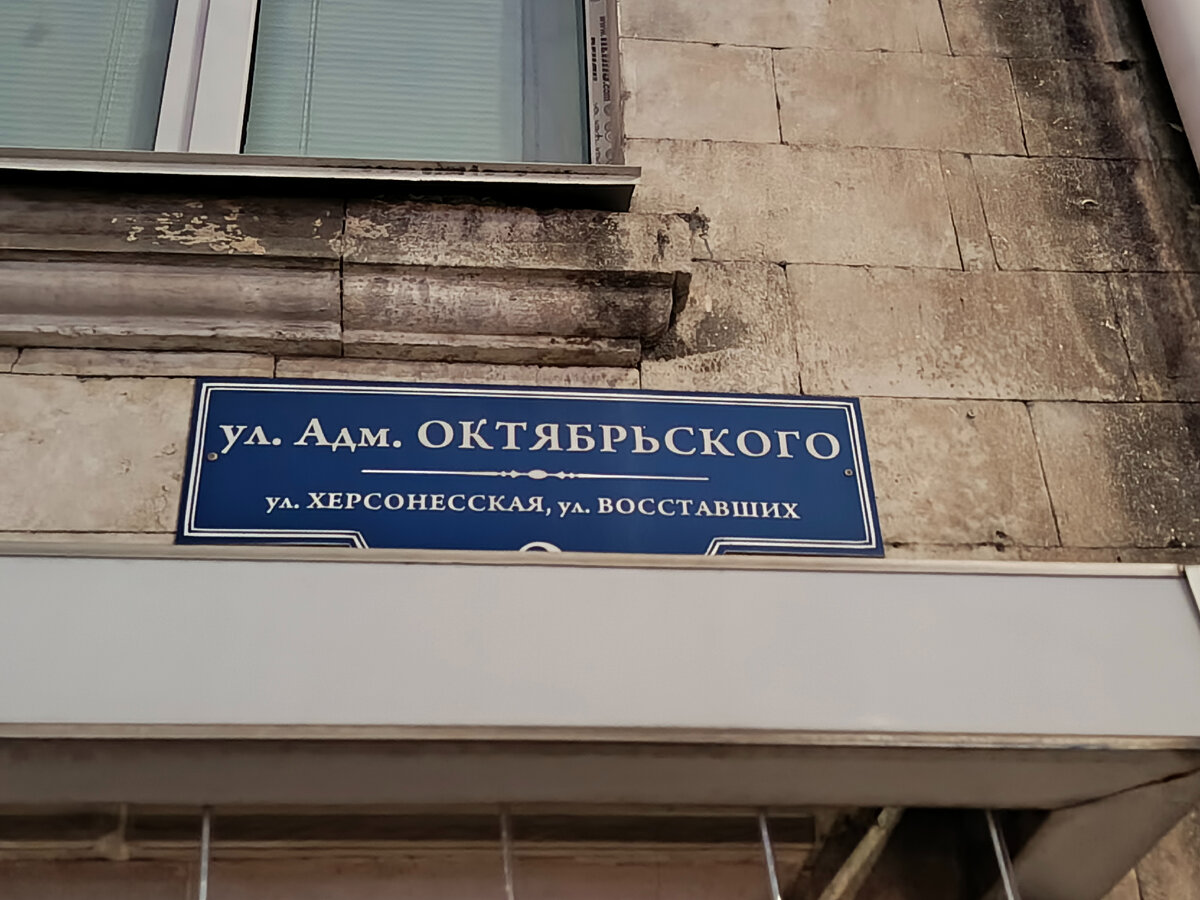 ул. Адм. ОКТЯБРЬСКОГО
ул. ХЕРСОНЕССКАЯ, ул. ВОССТАВШИХ